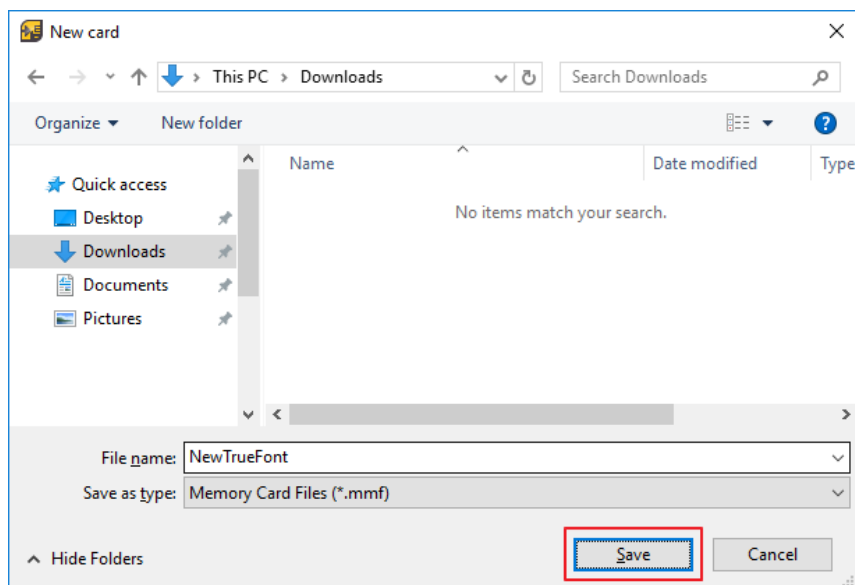 New card
This PC > Downloads
Search Downloads
Organize
New folder
Name
Date modified
Type
Quick access
No items match your search.
Desktop
Downloads
Documents
Pictures
File name: NewTrueFont
Save as type: Memory Card Files (*.mmf)
Hide Folders
Save
Cancel